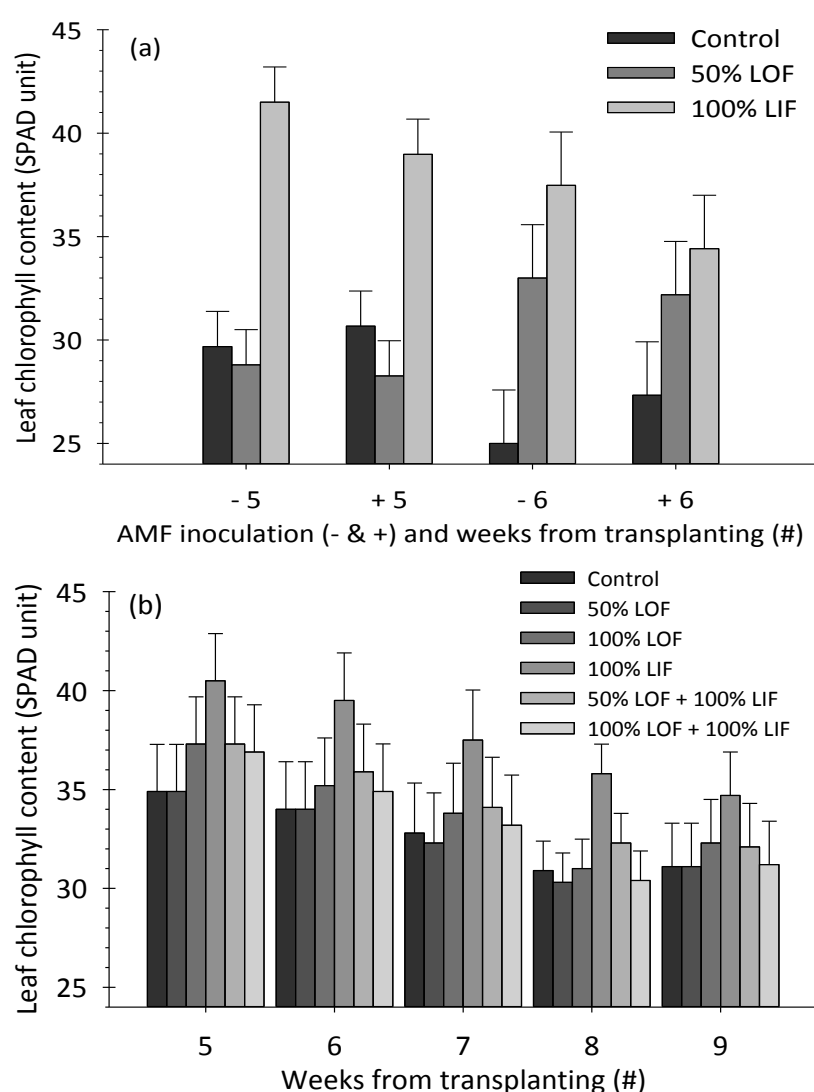 (a)
Control
50% LOF
100% LIF
Leaf chlorophyll content (SPAD unit)
45
40
35
30
25
- 5 + 5 - 6 + 6
AMF inoculation (- & +) and weeks from transplanting (#)
(b)
Control
50% LOF
100% LOF
100% LIF
50% LOF + 100% LIF
100% LOF + 100% LIF
Leaf chlorophyll content (SPAD unit)
45
40
35
30
25
5 6 7 8 9
Weeks from transplanting (#)